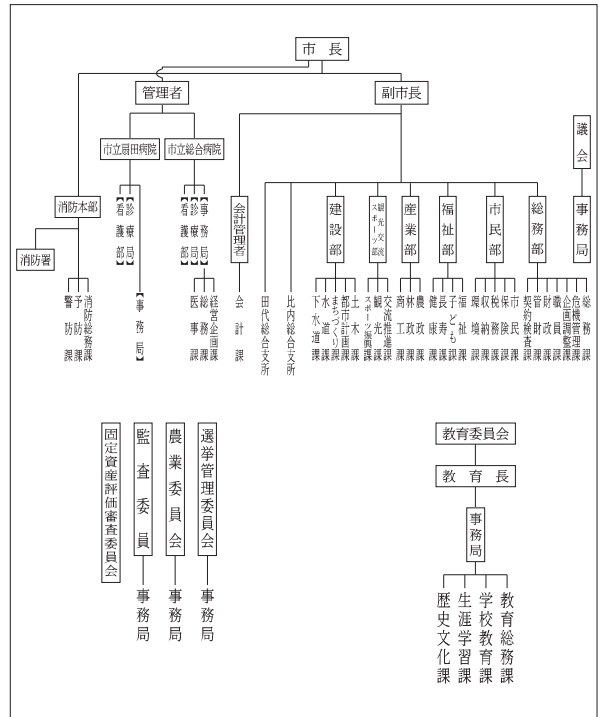 市長
管理者
副市長
議会
市立扇田病院
市立総合病院
消防本部
消防署
【看護部】
【診療局】
【事務局】
【看護部】
【診療局】
【事務局】
会計管理者
建設部
観光交流
スポーツ部
産業部
福祉部
市民部
総務部
事務局
警防課
予防課
消防総務課
医事課
総務課
経営企画課
会計課
田代総合支所
比内総合支所
下水道課
水道課
まちづくり課
都市計画課
土木課
スポーツ振興課
観光課
交流推進課
商工課
林政課
農政課
健康課
長寿課
子ども課
福祉課
環境課
収納課
税務課
保険課
市民課
契約検査課
管財課
財政課
職員課
企画調整課
危機管理課
総務課
固定資産評価審査委員会
監査委員
農業委員会
選挙管理委員会
事務局
事務局
事務局
教育委員会
教育長
事務局
歴史文化課
生涯学習課
学校教育課
教育総務課